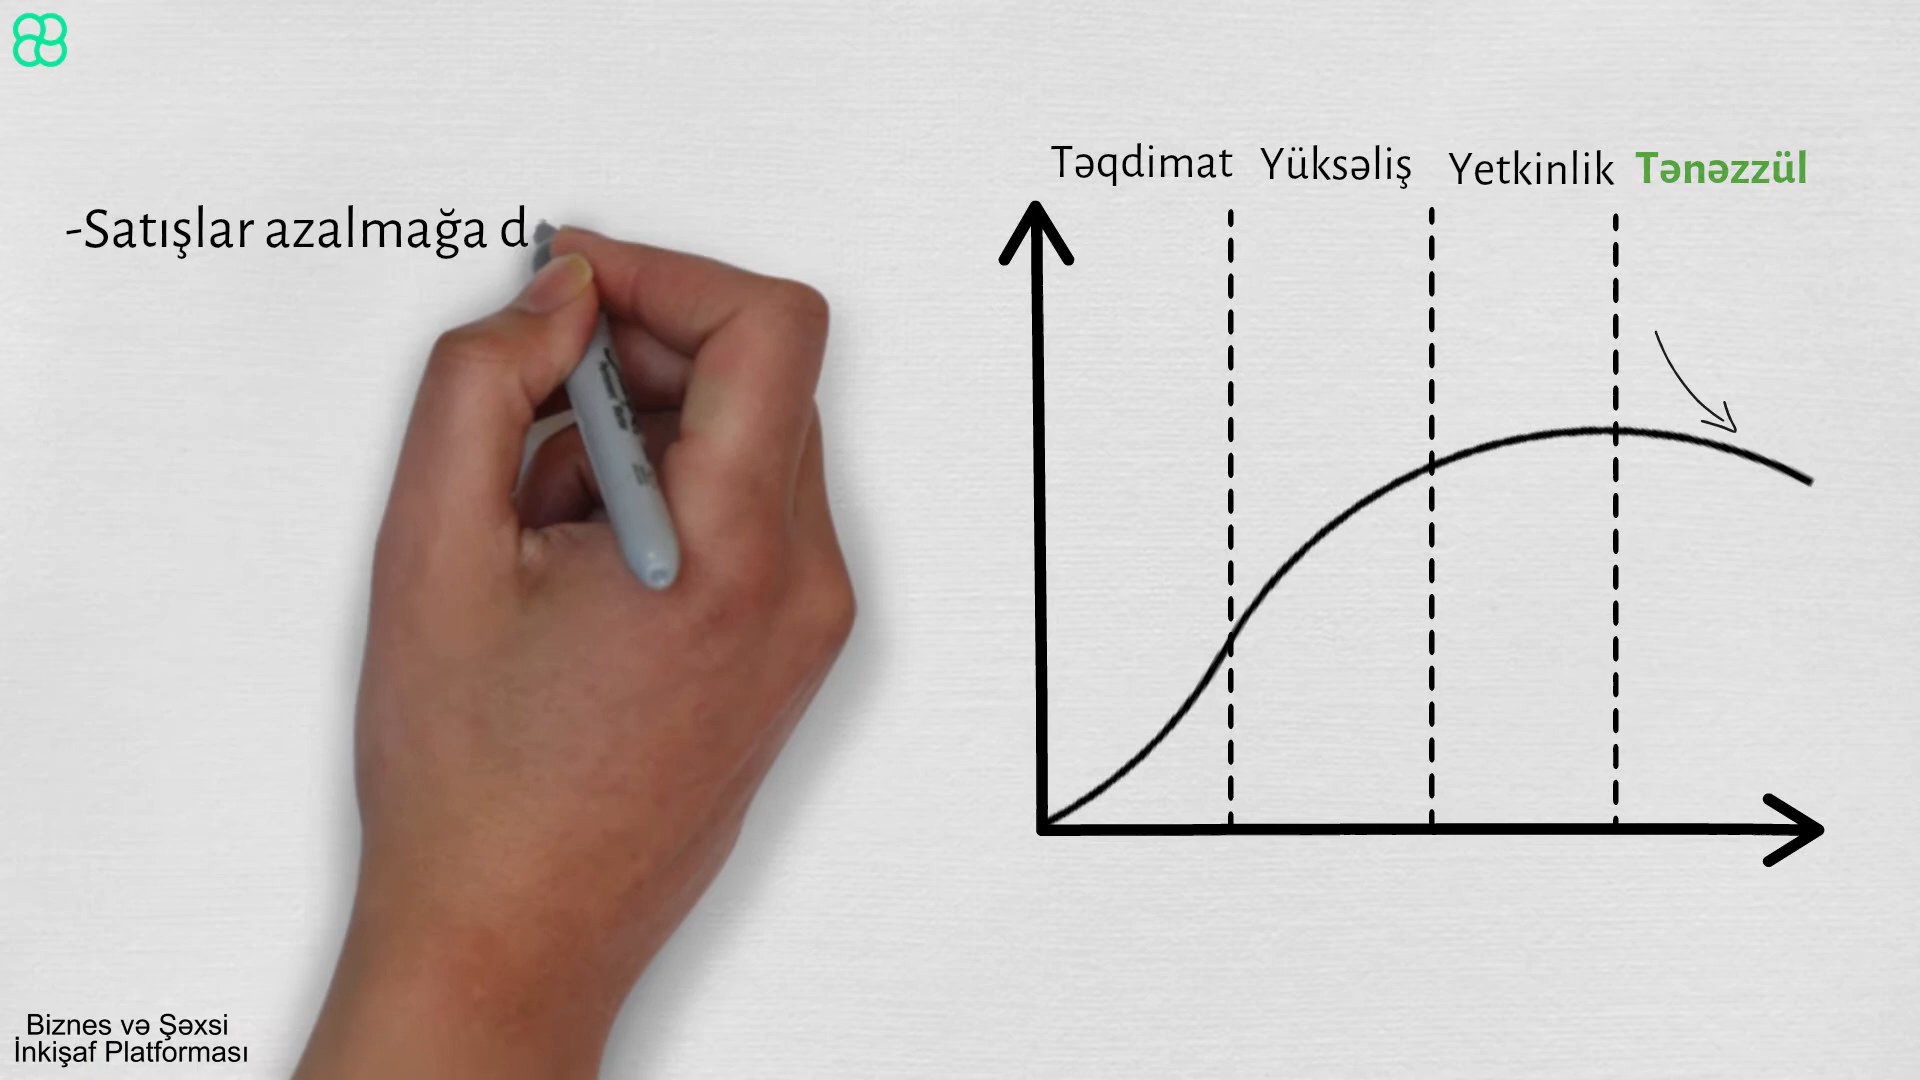 Təqdimat Yüksəliş Yetkinlik Tənəzzül
-Satışlar azalmağa d
Biznes və Şəxsi
İnkişaf Platforması